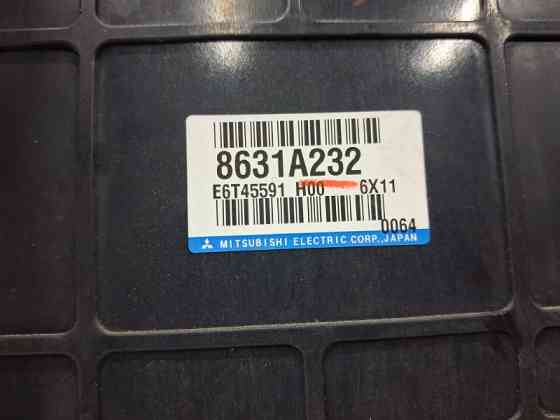 8631A232
E6T45591 H00 6X11
0064
MITSUBISHI ELECTRIC CORP., JAPAN